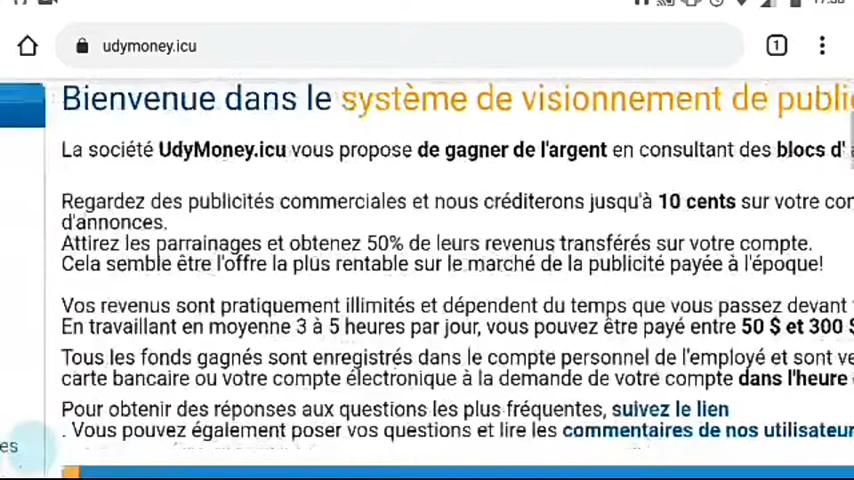 17:38
udymoney.icu
1
Bienvenue dans le système de visionnement de publi
La société UdyMoney.icu vous propose de gagner de l'argent en consultant des blocs d'
Regardez des publicités commerciales et nous créditerons jusqu'à 10 cents sur votre
d'annonces.
Attirez les parrainages et obtenez 50% de leurs revenus transférés sur votre compte.
Cela semble être l'offre la plus rentable sur le marché de la publicité payée à l'époque!
Vos revenus sont pratiquement illimités et dépendent du temps que vous passez devant
En travaillant en moyenne 3 à 5 heures par jour, vous pouvez être payé entre 50 $ et 300 $
Tous les fonds gagnés sont enregistrés dans le compte personnel de l'employé et sont
carte bancaire ou votre compte électronique à la demande de votre compte dans l'heure
Pour obtenir des réponses aux questions les plus fréquentes, suivez le lien
. Vous pouvez également poser vos questions et lire les commentaires de nos utilisateur
es